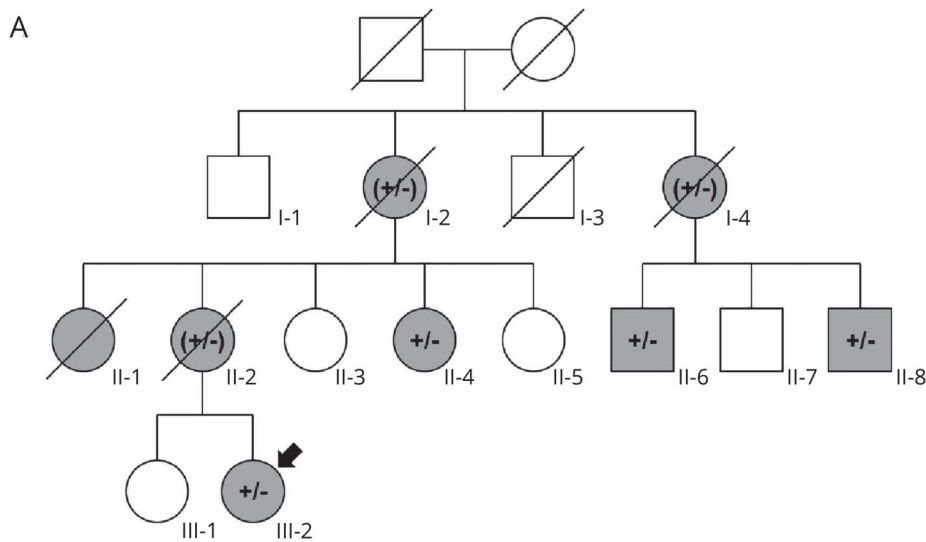 A
(+/-)
(+/-)
I-1
I-2
I-3
I-4
(+/-)
+/-
+/-
+/-
II-1
II-2
II-3
II-4
II-5
II-6
II-7
II-8
+/-
III-1
III-2